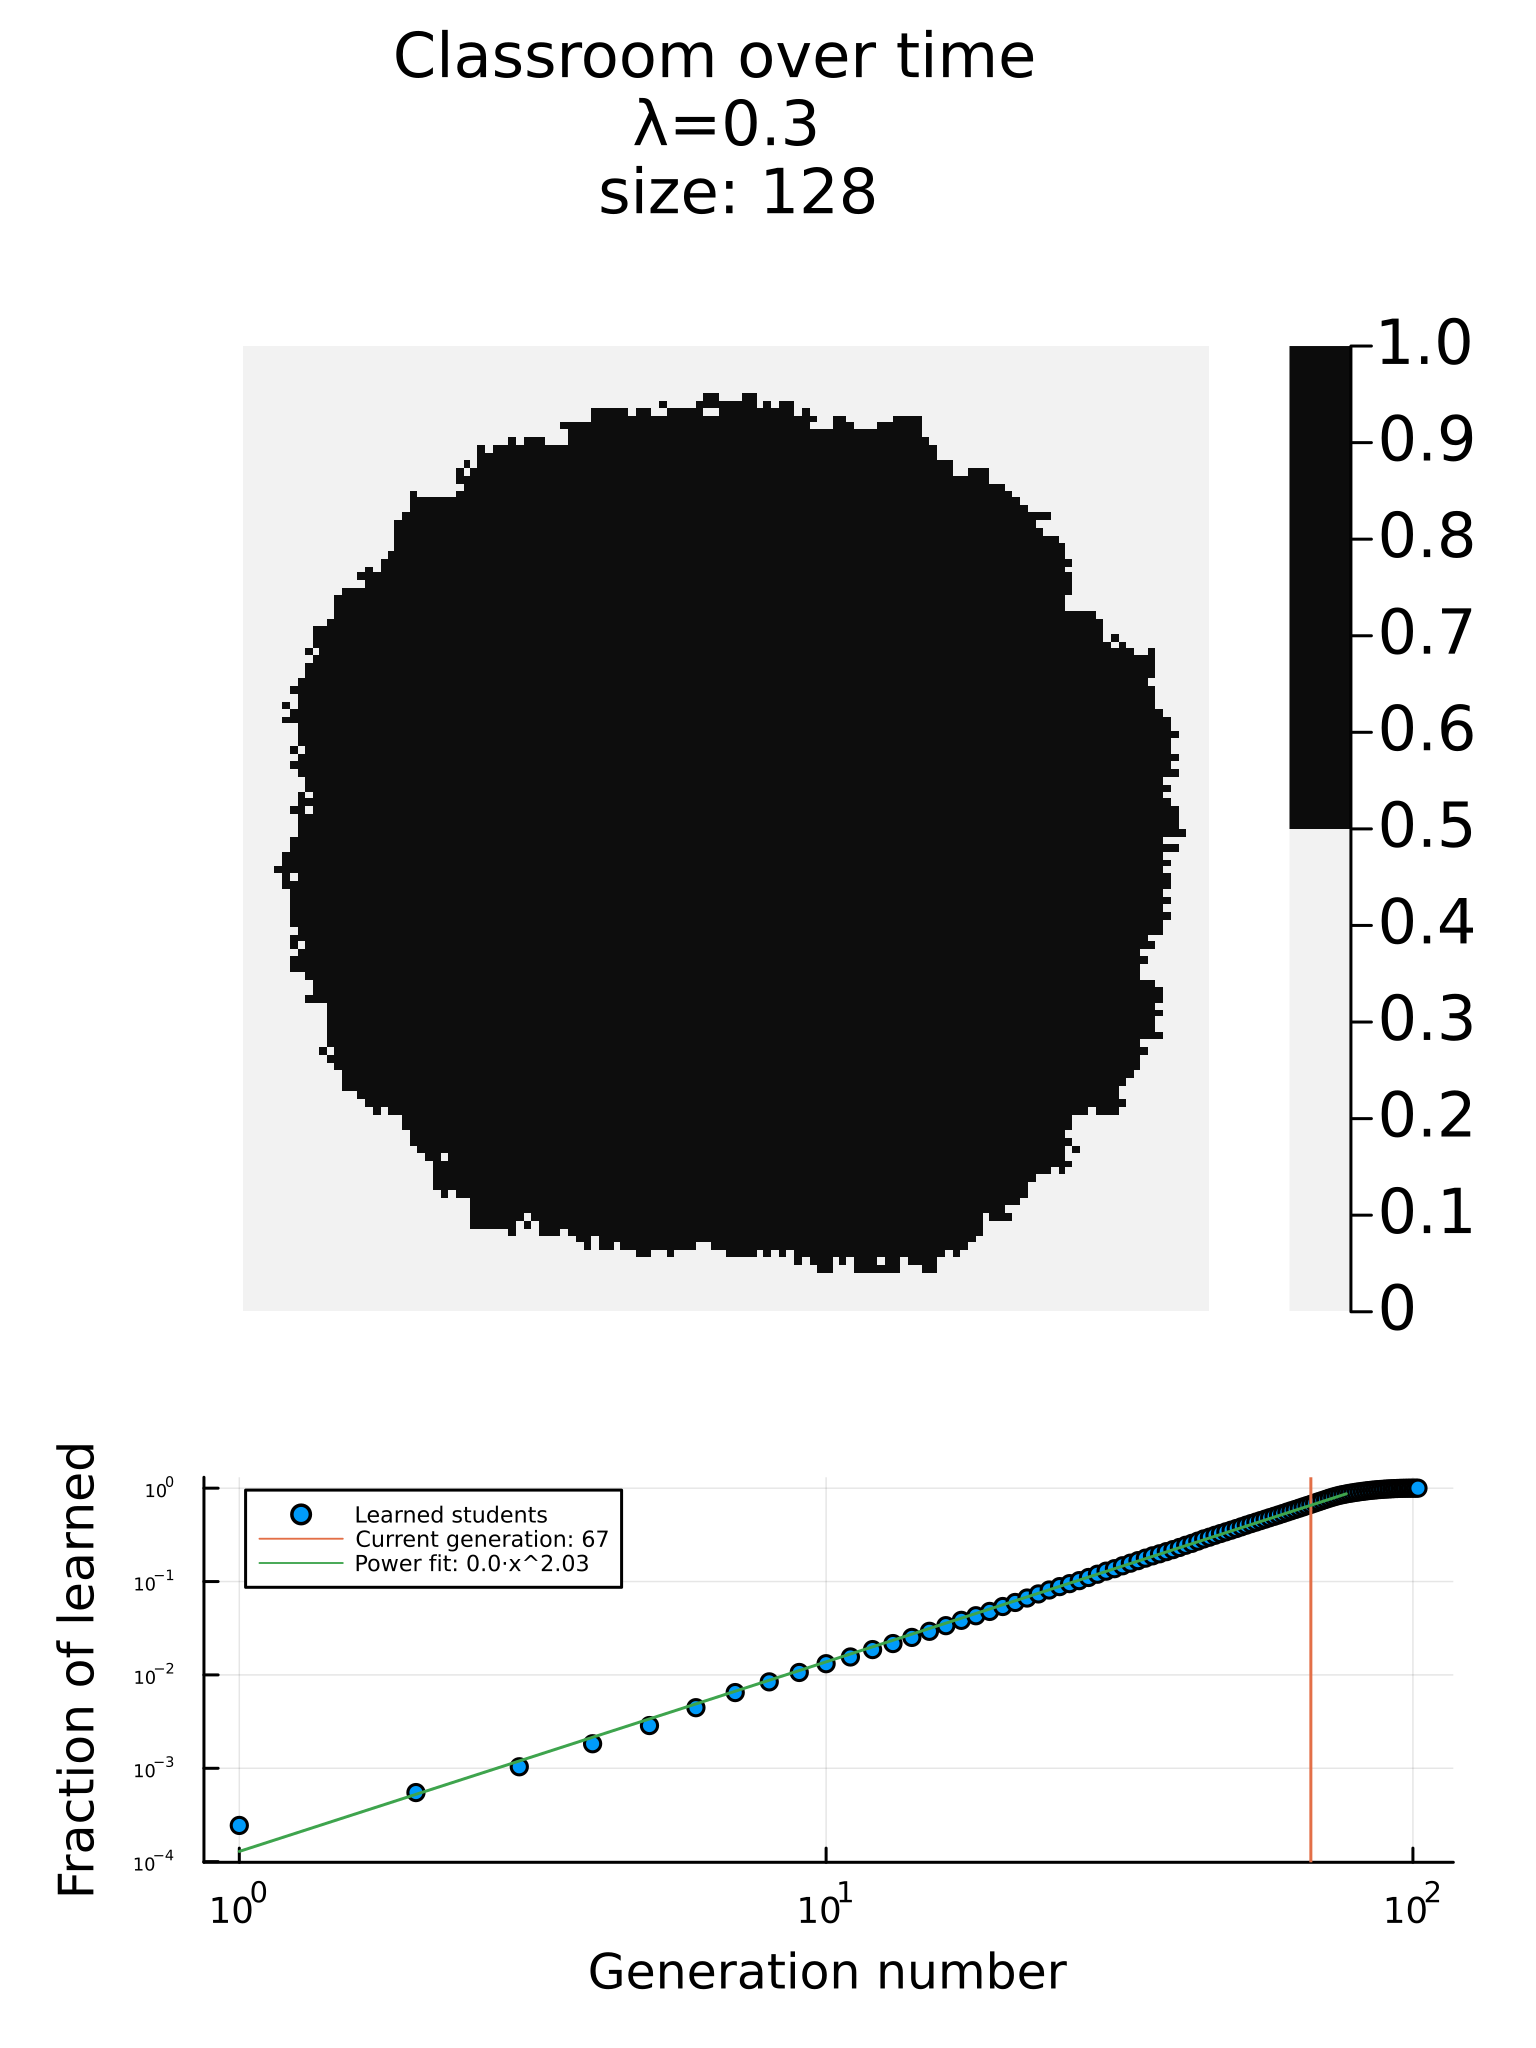 Classroom over time
λ=0.3
size: 128
1.0
0.9
0.8
0.7
0.6
0.5
0.4
0.3
0.2
0.1
0
Fraction of learned
10^0
10^-1
10^-2
10^-3
10^-4
Learned students
Current generation: 67
Power fit: 0.0·x^2.03
10^0
10^1
10^2
Generation number